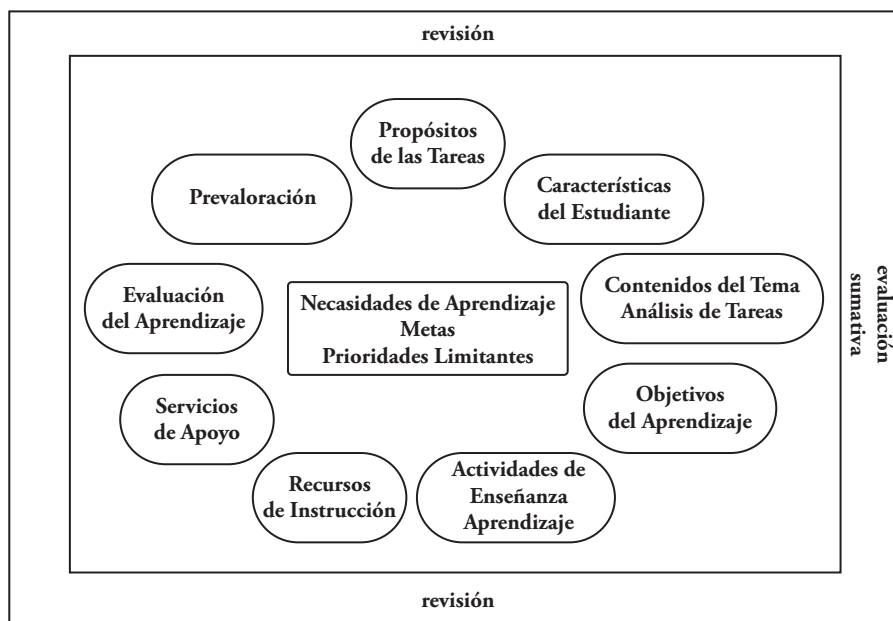 revisión
Propósitos
de las Tareas
Prevaloración
Características
del Estudiante
Evaluación
del Aprendizaje
Necasidades de Aprendizaje
Metas
Prioridades Limitantes
Contenidos del Tema
Análisis de Tareas
evaluación
sumativa
Servicios
de Apoyo
Objetivos
del Aprendizaje
Recursos
de Instrucción
Actividades de
Enseñanza
Aprendizaje
revisión